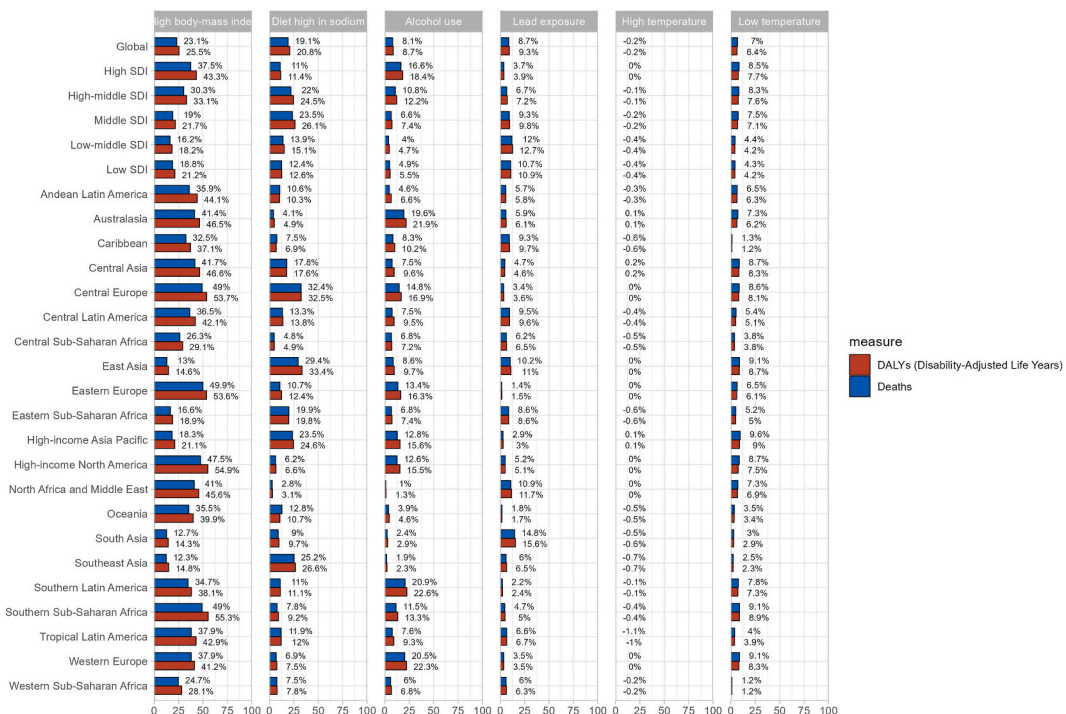 High body-mass inde Diet high in sodium Alcohol use Lead exposure High temperature Low temperature
Global 23.1% 19.1% 8.1% 8.7% -0.2% 7%
25.5% 20.8% 8.7% 9.3% -0.2% 6.4%
High SDI 37.5% 11% 16.6% 3.7% 0% 8.5%
43.3% 11.4% 18.4% 3.9% 0% 7.7%
High-middle SDI 30.3% 22% 10.8% 6.7% -0.1% 8.3%
33.1% 24.5% 12.2% 7.2% -0.1% 7.6%
Middle SDI 19% 23.5% 6.6% 9.3% -0.2% 7.5%
21.7% 26.1% 7.4% 9.8% -0.2% 7.1%
Low-middle SDI 16.2% 13.9% 4% 12% -0.4% 4.4%
18.2% 15.1% 4.7% 12.7% -0.4% 4.2%
Low SDI 18.8% 12.4% 4.9% 10.7% -0.4% 4.3%
21.2% 12.6% 5.5% 10.9% -0.4% 4.2%
Andean Latin America 35.9% 10.6% 4.6% 5.7% -0.3% 6.5%
44.1% 10.3% 6.6% 5.8% -0.3% 6.3%
Australasia 41.4% 4.1% 19.6% 5.9% 0.1% 7.3%
46.5% 4.9% 21.9% 6.1% 0.1% 6.2%
Caribbean 32.5% 7.5% 8.3% 9.3% -0.6% 1.3%
37.1% 6.9% 10.2% 9.7% -0.6% 1.2%
Central Asia 41.7% 17.8% 7.5% 4.7% 0.2% 8.7%
46.6% 17.6% 9.6% 4.6% 0.2% 8.3%
Central Europe 49% 32.4% 14.8% 3.4% 0% 8.6%
53.7% 32.5% 16.9% 3.6% 0% 8.1%
Central Latin America 36.5% 13.3% 7.5% 9.5% -0.4% 5.4%
42.1% 13.8% 9.5% 9.6% -0.4% 5.1%
Central Sub-Saharan Africa 26.3% 4.8% 6.8% 6.2% -0.5% 3.8%
29.1% 4.9% 7.2% 6.5% -0.5% 3.8%
East Asia 13% 29.4% 8.6% 10.2% 0% 9.1%
14.6% 33.4% 9.7% 11% 0% 8.7%
Eastern Europe 49.9% 10.7% 13.4% 1.4% 0% 6.5%
53.6% 12.4% 16.3% 1.5% 0% 6.1%
Eastern Sub-Saharan Africa 16.6% 19.9% 6.8% 8.6% -0.6% 5.2%
18.9% 19.8% 7.4% 8.6% -0.6% 5%
High-income Asia Pacific 18.3% 23.5% 12.8% 2.9% 0.1% 9.6%
21.1% 24.6% 15.6% 3% 0.1% 9%
High-income North America 47.5% 6.2% 12.6% 5.2% 0% 8.7%
54.9% 6.6% 15.5% 5.1% 0% 7.5%
North Africa and Middle East 41% 2.8% 1% 10.9% 0% 7.3%
45.6% 3.1% 1.3% 11.7% 0% 6.9%
Oceania 35.5% 12.8% 3.9% 1.8% -0.5% 3.5%
39.9% 10.7% 4.6% 1.7% -0.5% 3.4%
South Asia 12.7% 9% 2.4% 14.8% -0.5% 3%
14.3% 9.7% 2.9% 15.6% -0.6% 2.9%
Southeast Asia 12.3% 25.2% 1.9% 6% -0.7% 2.5%
14.8% 26.6% 2.3% 6.5% -0.7% 2.3%
Southern Latin America 34.7% 11% 20.9% 2.2% -0.1% 7.8%
38.1% 11.1% 22.6% 2.4% -0.1% 7.3%
Southern Sub-Saharan Africa 49% 7.8% 11.5% 4.7% -0.4% 9.1%
55.3% 9.2% 13.3% 5% -0.4% 8.9%
Tropical Latin America 37.9% 11.9% 7.6% 6.6% -1.1% 4%
42.9% 12% 9.3% 6.7% -1% 3.9%
Western Europe 37.9% 6.9% 20.5% 3.5% 0% 9.1%
41.2% 7.5% 22.3% 3.5% 0% 8.3%
Western Sub-Saharan Africa 24.7% 7.5% 6% 6% -0.2% 1.2%
28.1% 7.8% 6.8% 6.3% -0.2% 1.2%
0 25 50 75 100 0 25 50 75 100 0 25 50 75 100 0 25 50 75 100 0 25 50 75 100 0 25 50 75 100
measure
DALYs (Disability-Adjusted Life Years)
Deaths